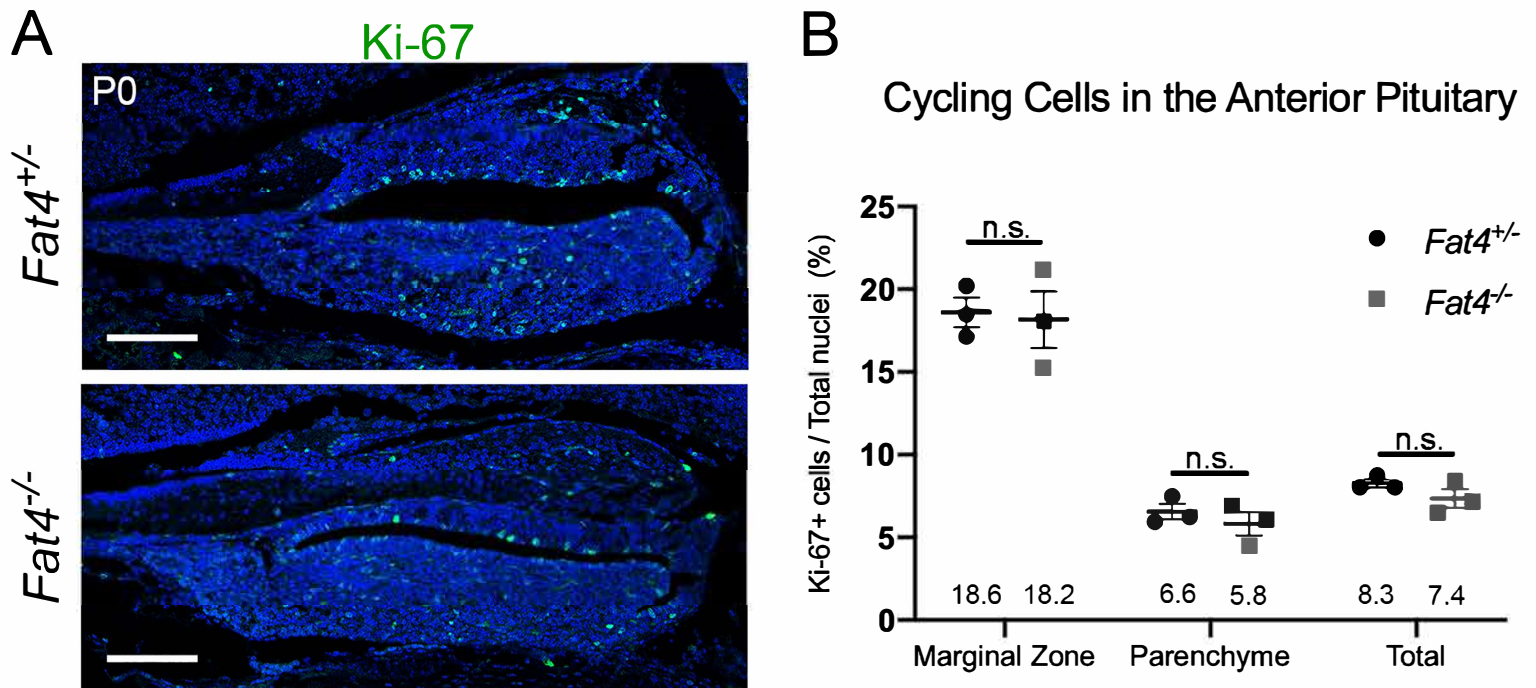 A
Ki-67
P0
Fat4+/-
Fat4-/-
B
Cycling Cells in the Anterior Pituitary
Ki-67+ cells / Total nuclei (%)
25
20
15
10
5
0
n.s.
n.s.
n.s.
Fat4+/-
Fat4-/-
18.6 18.2 6.6 5.8 8.3 7.4
Marginal Zone Parenchyme Total